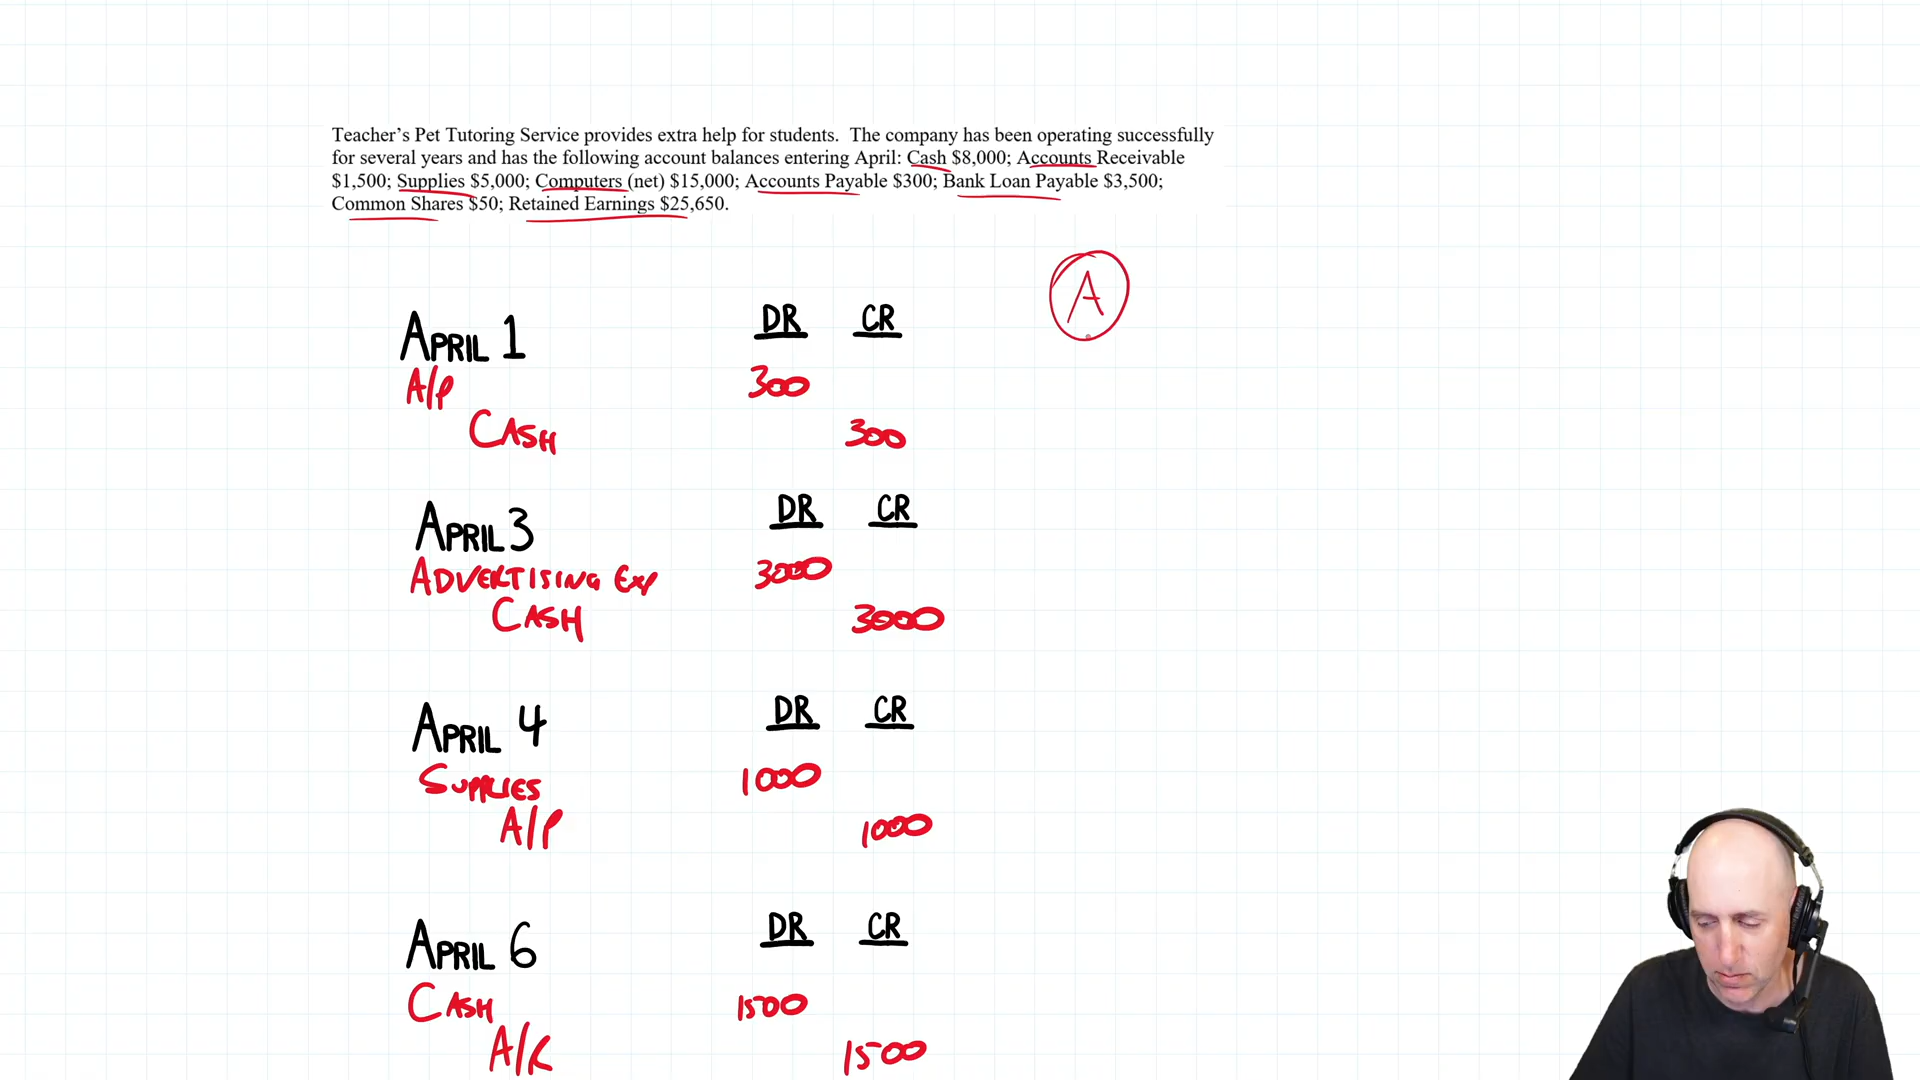 Teacher's Pet Tutoring Service provides extra help for students. The company has been operating successfully
for several years and has the following account balances entering April: Cash $8,000; Accounts Receivable
$1,500; Supplies $5,000; Computers (net) $15,000; Accounts Payable $300; Bank Loan Payable $3,500;
Common Shares $50; Retained Earnings $25,650.
A
APRIL 1 DR CR
A/P 300
CASH 300
APRIL 3 DR CR
ADVERTISING EXP 3000
CASH 3000
APRIL 4 DR CR
SUPPLIES 1000
A/P 1000
APRIL 6 DR CR
CASH 1500
A/R 1500